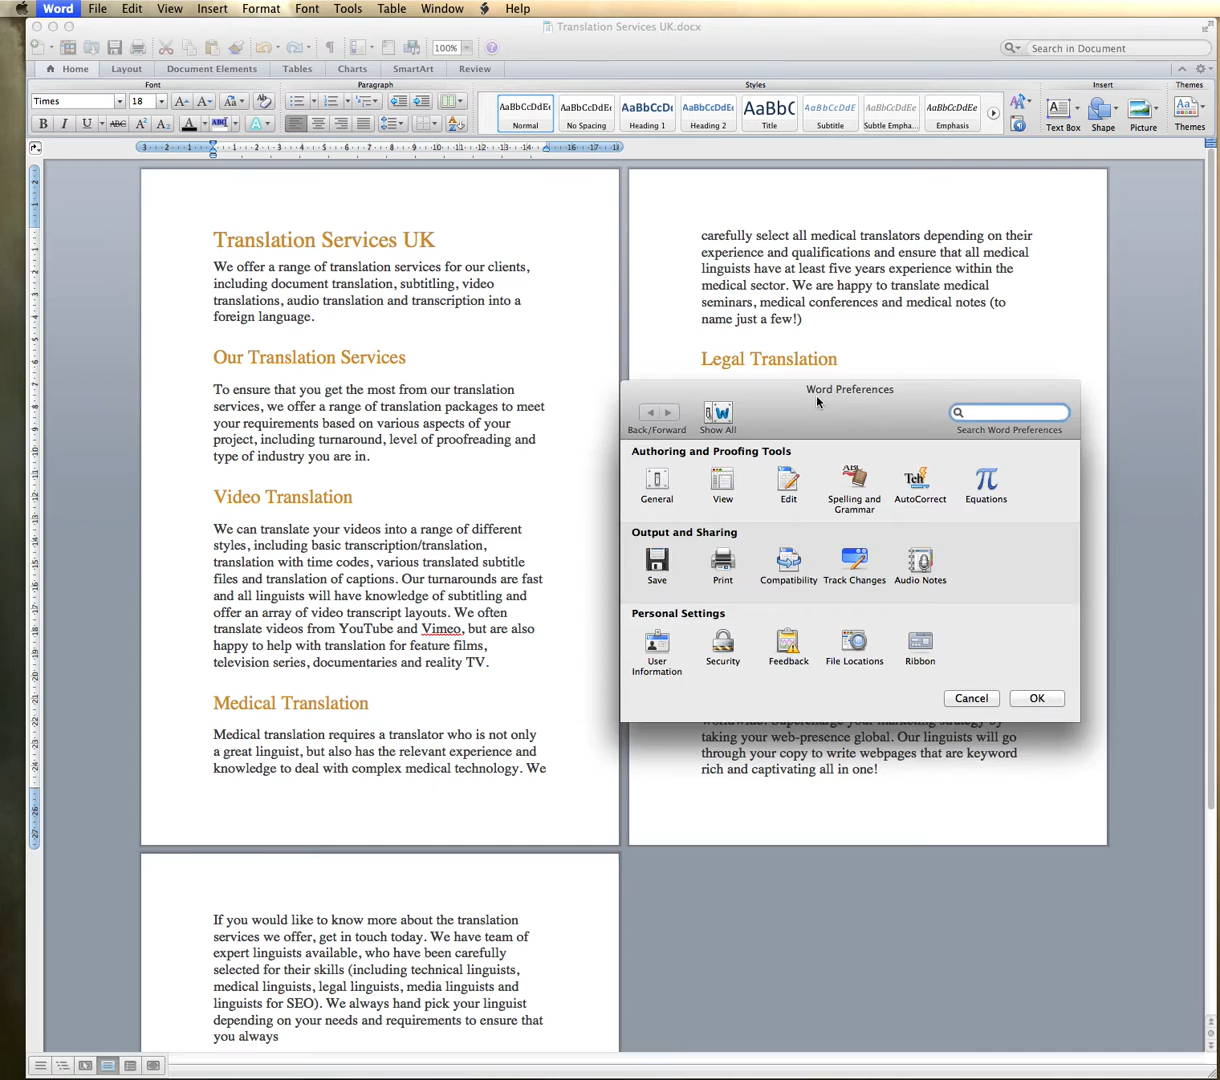 Word File Edit View Insert Format Font Tools Table Window Help
Translation Services UK.docx
100%
Search in Document
Home Layout Document Elements Tables Charts SmartArt Review
Font Paragraph Styles Insert Themes
Times 18
AaBbCcDdEe AaBbCcDdEe AaBbCcDc AaBbCcDdEe AaBbC AaBbCcDdE AaBbCcDdEe AaBbCcDdEe
Normal No Spacing Heading 1 Heading 2 Title Subtitle Subtle Empha... Emphasis
Text Box Shape Picture Themes
Translation Services UK
We offer a range of translation services for our clients,
including document translation, subtitling, video
translations, audio translation and transcription into a
foreign language.
Our Translation Services
To ensure that you get the most from our translation
services, we offer a range of translation packages to meet
your requirements based on various aspects of your
project, including turnaround, level of proofreading and
type of industry you are in.
Video Translation
We can translate your videos into a range of different
styles, including basic transcription/translation,
translation with time codes, various translated subtitle
files and translation of captions. Our turnarounds are fast
and all linguists will have knowledge of subtitling and
offer an array of video transcript layouts. We often
translate videos from YouTube and Vimeo, but are also
happy to help with translation for feature films,
television series, documentaries and reality TV.
Medical Translation
Medical translation requires a translator who is not only
a great linguist, but also has the relevant experience and
knowledge to deal with complex medical technology. We
carefully select all medical translators depending on their
experience and qualifications and ensure that all medical
linguists have at least five years experience within the
medical sector. We are happy to translate medical
seminars, medical conferences and medical notes (to
name just a few!)
Legal Translation
Word Preferences
Back/Forward Show All Search Word Preferences
Authoring and Proofing Tools
General View Edit Spelling and Grammar AutoCorrect Equations
Output and Sharing
Save Print Compatibility Track Changes Audio Notes
Personal Settings
User Information Security Feedback File Locations Ribbon
Cancel OK
taking your web-presence global. Our linguists will go
through your copy to write webpages that are keyword
rich and captivating all in one!
If you would like to know more about the translation
services we offer, get in touch today. We have team of
expert linguists available, who have been carefully
selected for their skills (including technical linguists,
medical linguists, legal linguists, media linguists and
linguists for SEO). We always hand pick your linguist
depending on your needs and requirements to ensure that
you always